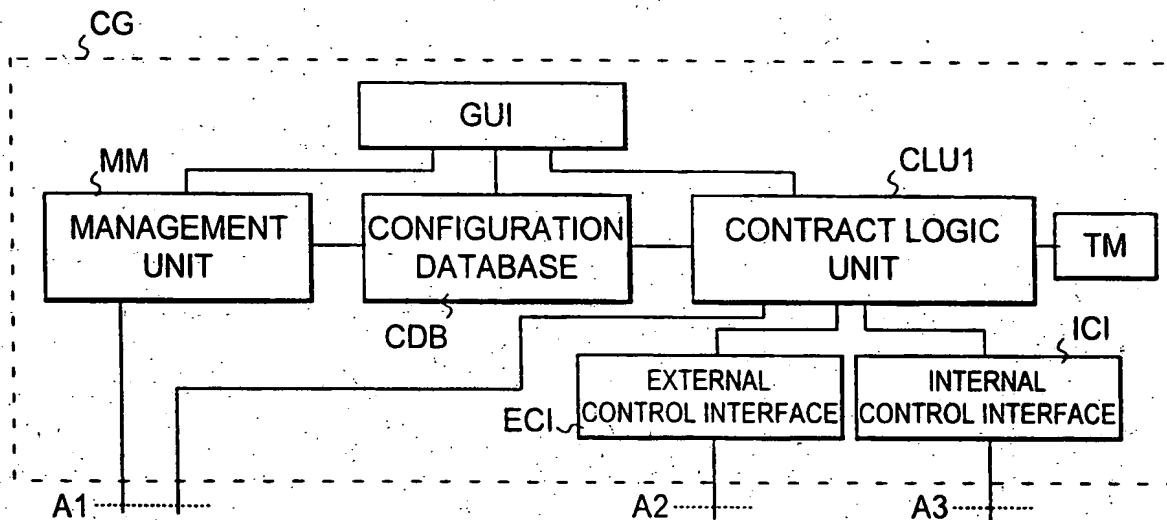 CG
GUI
MM
CLU1
MANAGEMENT
UNIT
CONFIGURATION
DATABASE
CONTRACT LOGIC
UNIT
TM
CDB
ICI
EXTERNAL
CONTROL INTERFACE
INTERNAL
CONTROL INTERFACE
ECI
A1
A2
A3